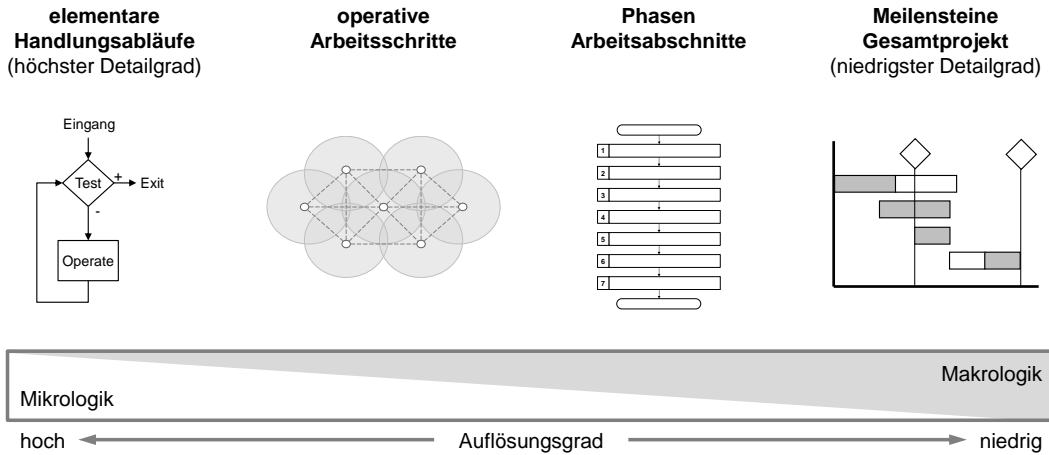 elementare
Handlungsabläufe
(höchster Detailgrad)
operative
Arbeitsschritte
Phasen
Arbeitsabschnitte
Meilensteine
Gesamtprojekt
(niedrigster Detailgrad)
Eingang
Test
+
Exit
-
Operate
1
2
3
4
5
6
7
Mikrologik
Makrologik
hoch
Auflösungsgrad
niedrig